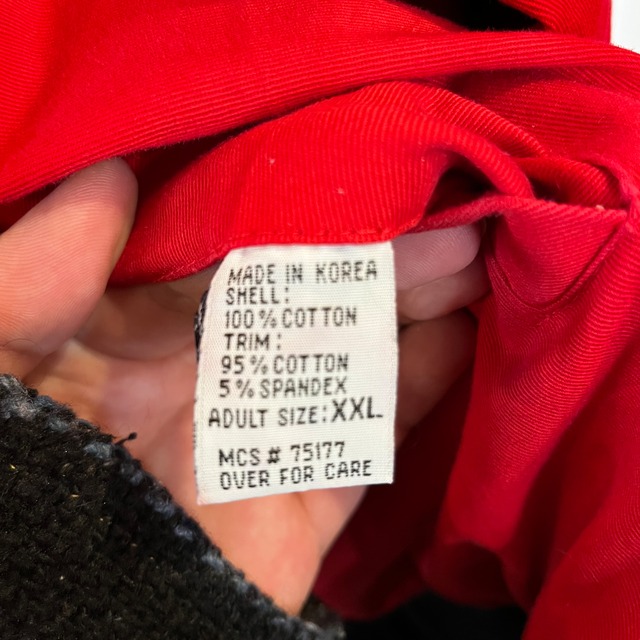 MADE IN KOREA
SHELL:
100% COTTON
TRIM:
95% COTTON
5% SPANDEX
ADULT SIZE: XXL
MCS # 75177
OVER FOR CARE